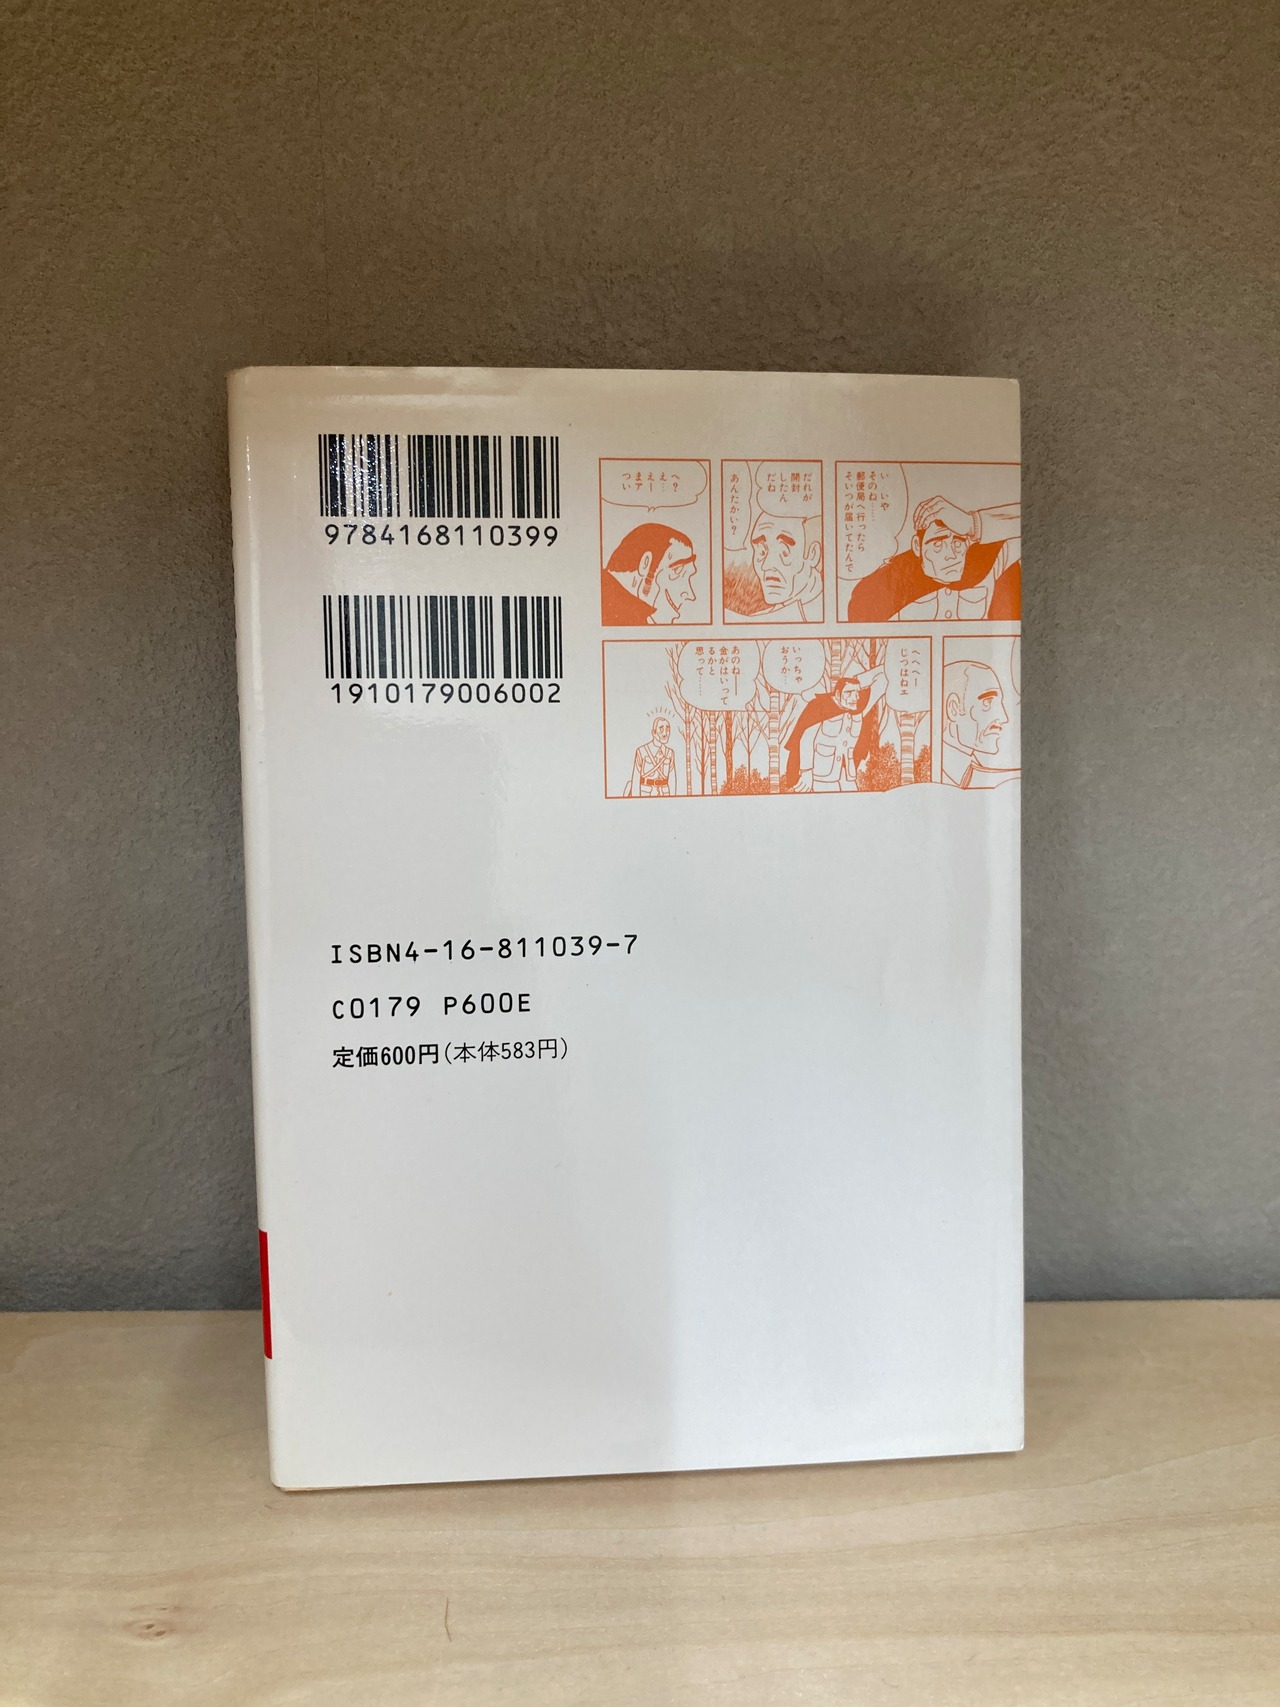 9784168110399
1910179006002
い いや
そのね……
郵便局へ行ったら
そいつが届いてたんで
だれが
開封
したん
だね
あんたかい？
へ？
え…
まえー
つい
へへへー
じつはねェ
いっちゃ
おうか…
あのね──
金がはいって
るかと
思って……
ISBN4-16-811039-7
C0179 P600E
定価600円(本体583円)